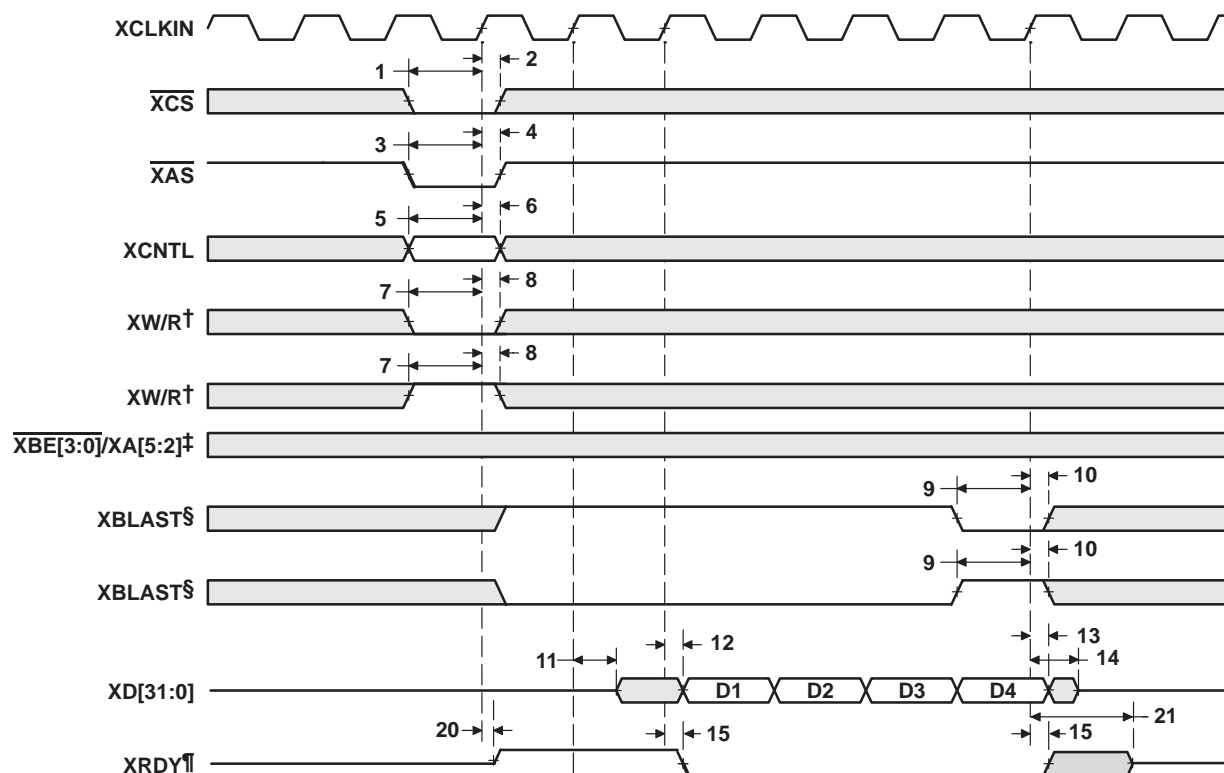 XCLKIN
1 2
XCS
3 4
XAS
5 6
XCNTL
7 8
XW/R†
7 8
XW/R†
XBE[3:0]/XA[5:2]‡
9 10
XBLAST§
9 10
XBLAST§
11 12 13 14
XD[31:0] D1 D2 D3 D4
20 15 15 21
XRDY¶